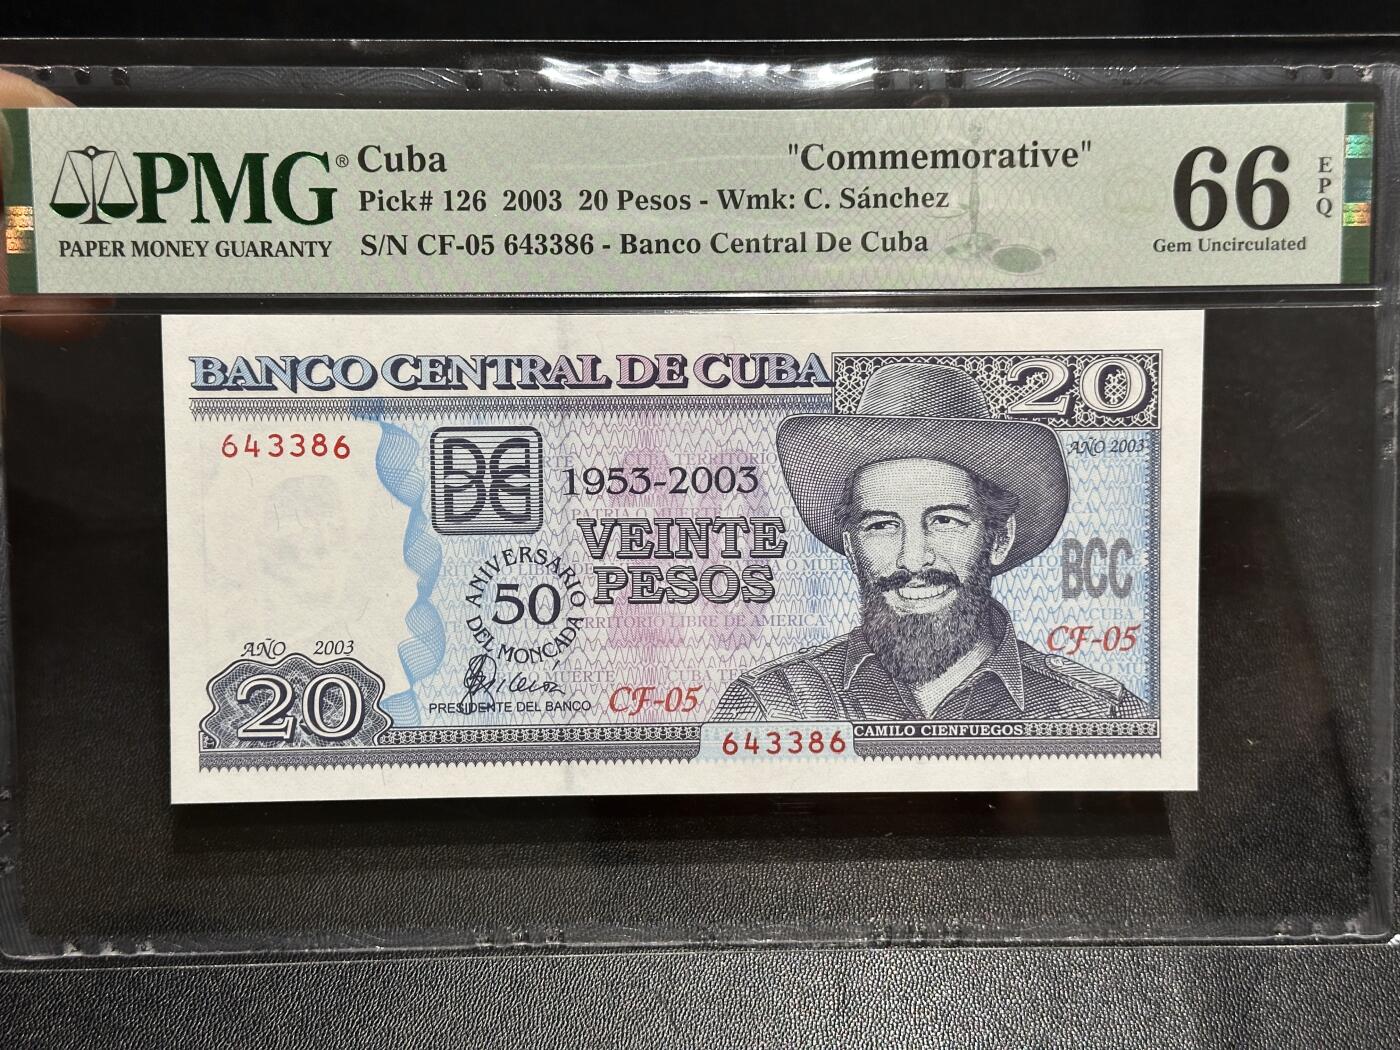 PMG® Cuba "Commemorative" 66 EPQ
Pick# 126 2003 20 Pesos - Wmk: C. Sánchez
PAPER MONEY GUARANTY S/N CF-05 643386 - Banco Central De Cuba Gem Uncirculated
BANCO CENTRAL DE CUBA 20
643386 AÑO 2003
1953-2003
VEINTE
PESOS
BCC
ANIVERSARIO
50
DEL MONCADA
CF-05
AÑO 2003
20
PRESIDENTE DEL BANCO
CF-05
643386
CAMILO CIENFUEGOS